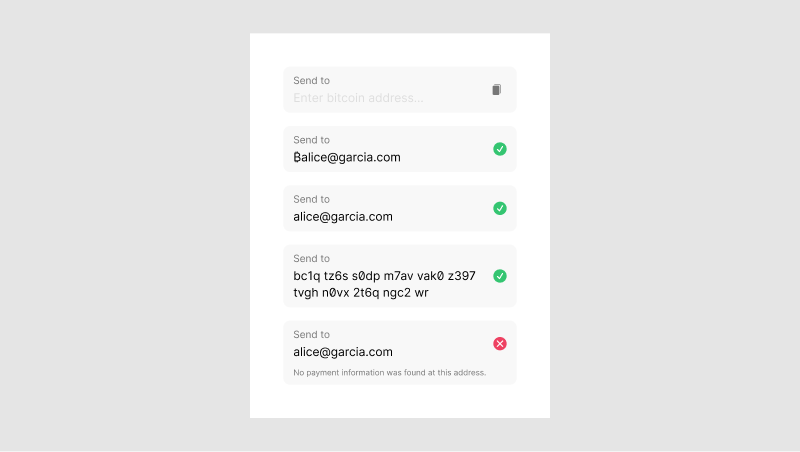 Send to
Enter bitcoin address...
Send to
₿alice@garcia.com
Send to
alice@garcia.com
Send to
bc1q tz6s s0dp m7av vak0 z397
tvgh n0vx 2t6q ngc2 wr
Send to
alice@garcia.com
No payment information was found at this address.